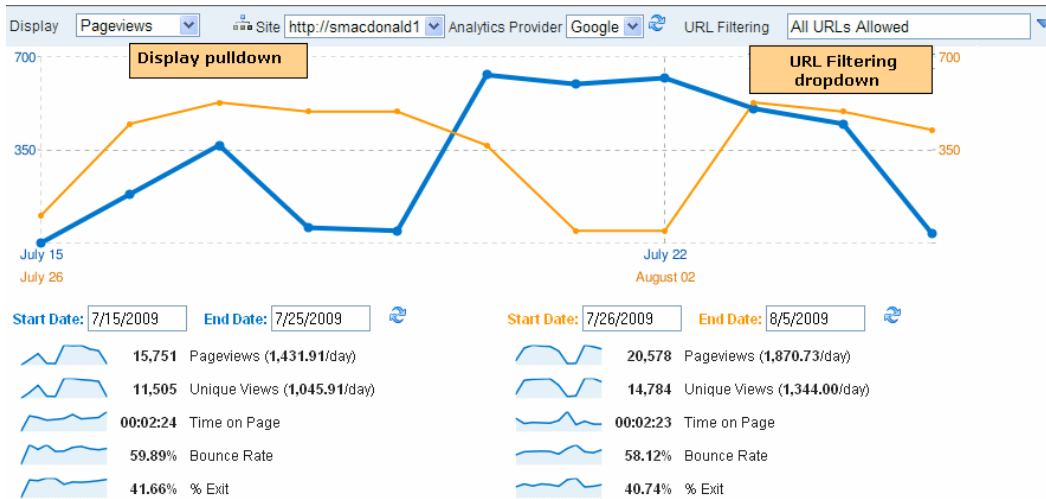 Display Pageviews Site http://smacdonald1 Analytics Provider Google URL Filtering All URLs Allowed
700 Display pulldown URL Filtering 700
dropdown
350 350
July 15 July 22
July 26 August 02
Start Date: 7/15/2009 End Date: 7/25/2009 Start Date: 7/26/2009 End Date: 8/5/2009
15,751 Pageviews (1,431.91/day) 20,578 Pageviews (1,870.73/day)
11,505 Unique Views (1,045.91/day) 14,784 Unique Views (1,344.00/day)
00:02:24 Time on Page 00:02:23 Time on Page
59.89% Bounce Rate 58.12% Bounce Rate
41.66% % Exit 40.74% % Exit